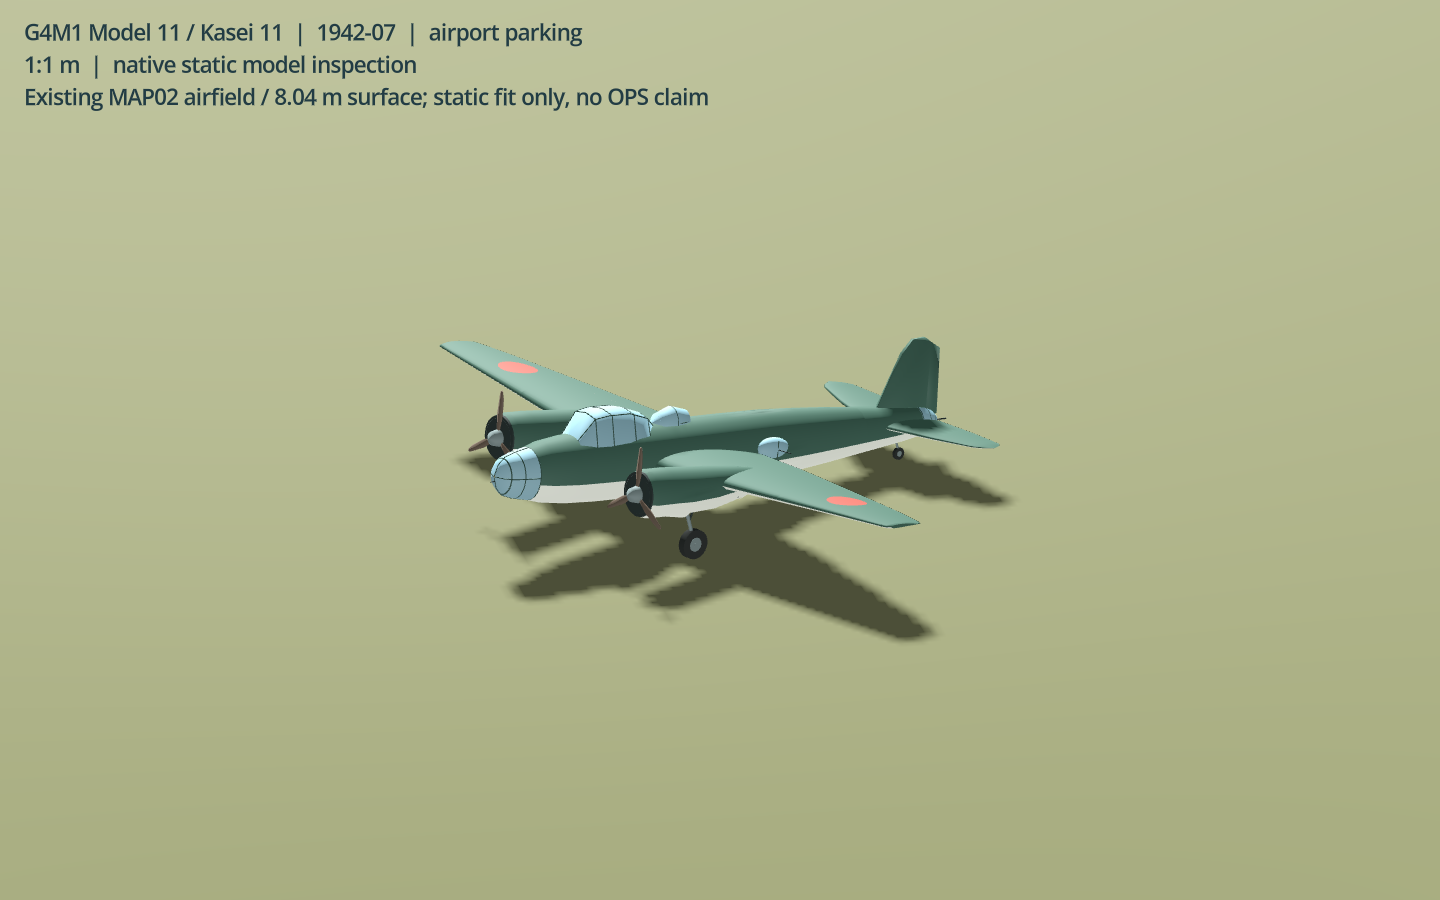 G4M1 Model 11 / Kasei 11 | 1942-07 | airport parking
1:1 m | native static model inspection
Existing MAP02 airfield / 8.04 m surface; static fit only, no OPS claim